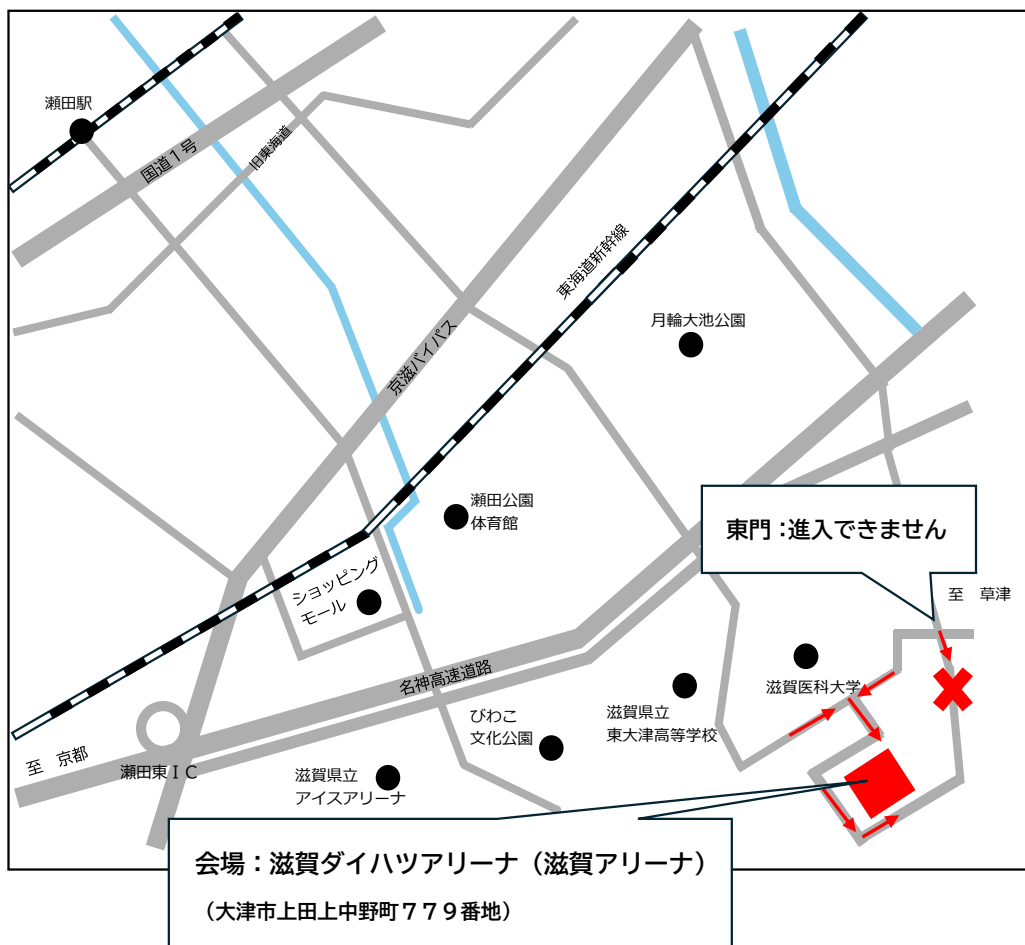 瀬田駅
国道１号
旧東海道
東海道新幹線
月輪大池公園
京滋バイパス
瀬田公園
体育館
東門：進入できません
ショッピング
モール
至　草津
名神高速道路
滋賀医科大学
滋賀県立
東大津高等学校
びわこ
文化公園
至　京都
瀬田東ＩＣ
滋賀県立
アイスアリーナ
会場：滋賀ダイハツアリーナ（滋賀アリーナ）
（大津市上田上中野町７７９番地）